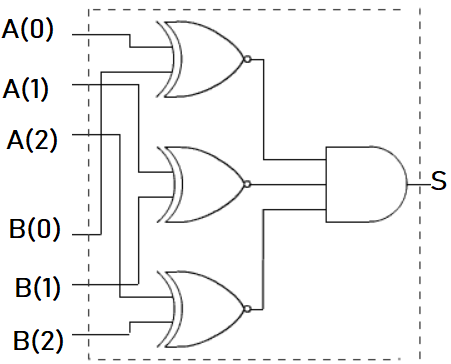 A(0)
A(1)
A(2)
S
B(0)
B(1)
B(2)